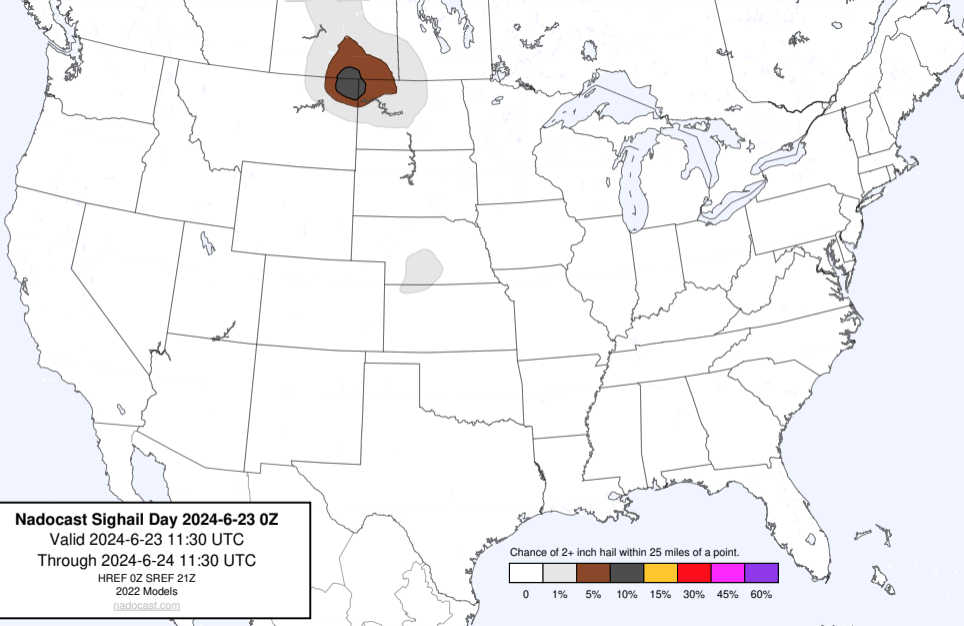 Nadocast Sighail Day 2024-6-23 0Z
Valid 2024-6-23 11:30 UTC
Through 2024-6-24 11:30 UTC
HREF 0Z SREF 21Z
2022 Models
nadocast.com
Chance of 2+ inch hail within 25 miles of a point.
0 1% 5% 10% 15% 30% 45% 60%